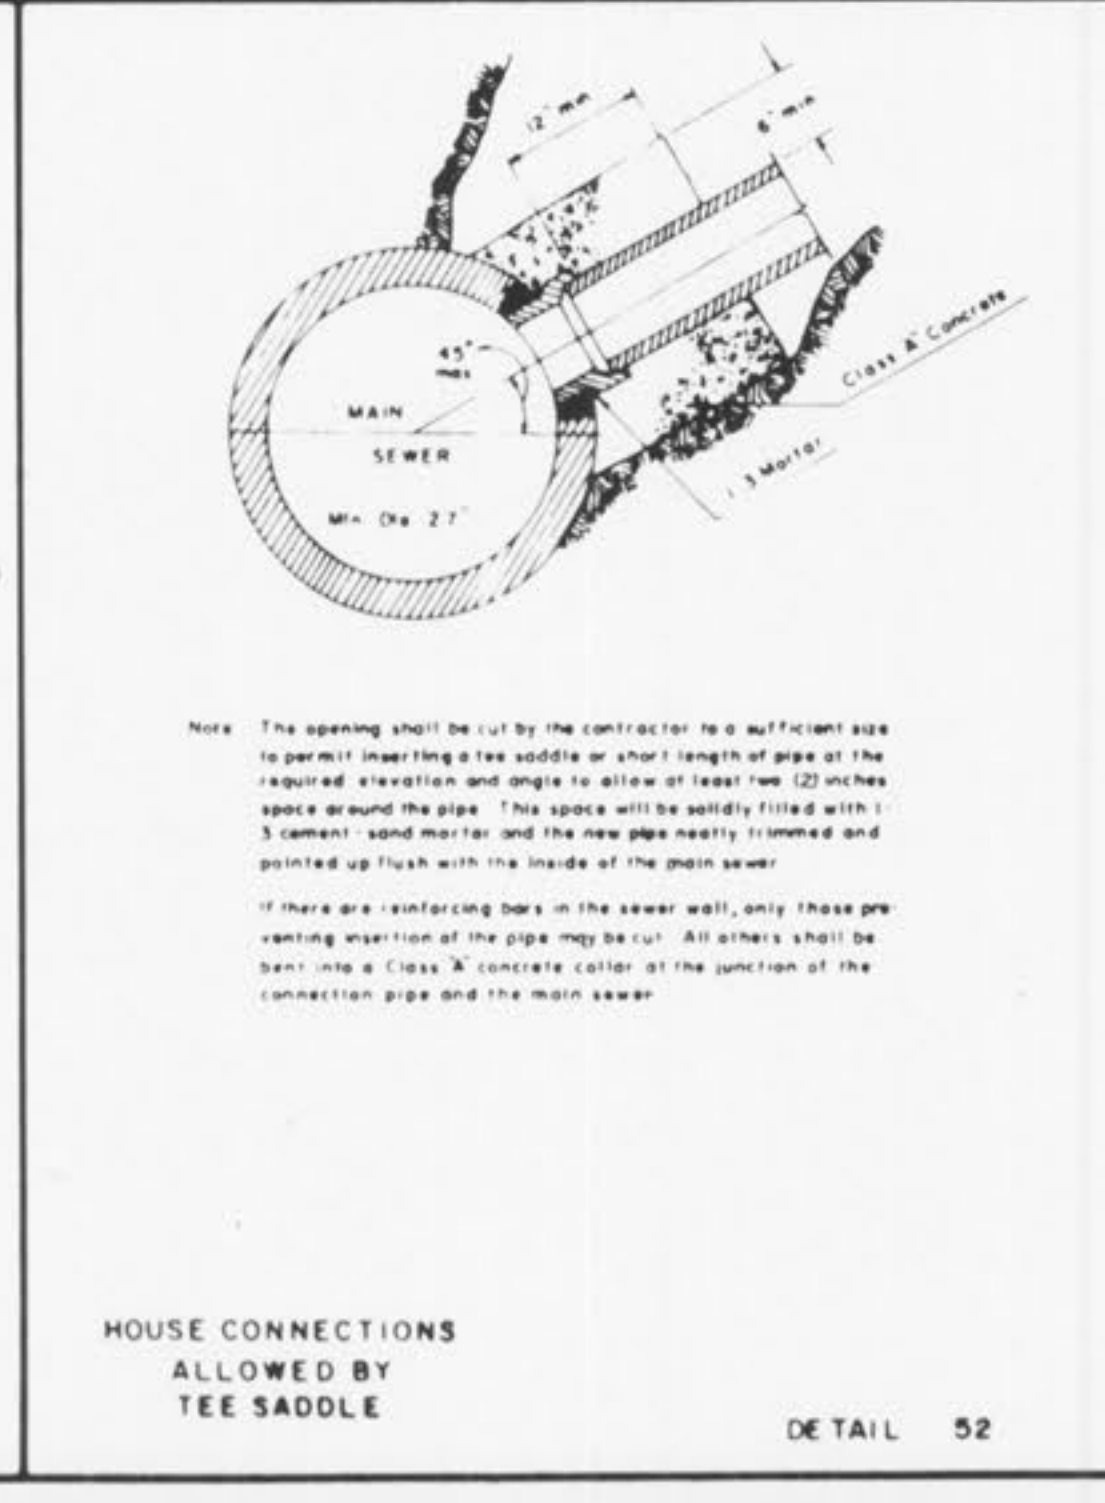 12" min
6" min
45°
max
MAIN
SEWER
Min. Dia. 27"
Class "A" Concrete
1:3 Mortar
Note The opening shall be cut by the contractor to a sufficient size
to permit inserting a tee saddle or short length of pipe at the
required elevation and angle to allow at least two (2) inches
space around the pipe This space will be solidly filled with 1-
3 cement-sand mortar and the new pipe neatly trimmed and
pointed up flush with the inside of the main sewer
If there are reinforcing bars in the sewer wall, only those pre-
venting insertion of the pipe may be cut All others shall be
bent into a Class "A" concrete collar at the junction of the
connection pipe and the main sewer
HOUSE CONNECTIONS
ALLOWED BY
TEE SADDLE
DETAIL 52